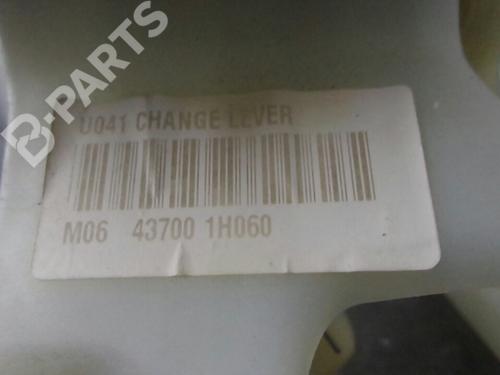 B-PARTS
U041 CHANGE LEVER
M06 43700 1H060